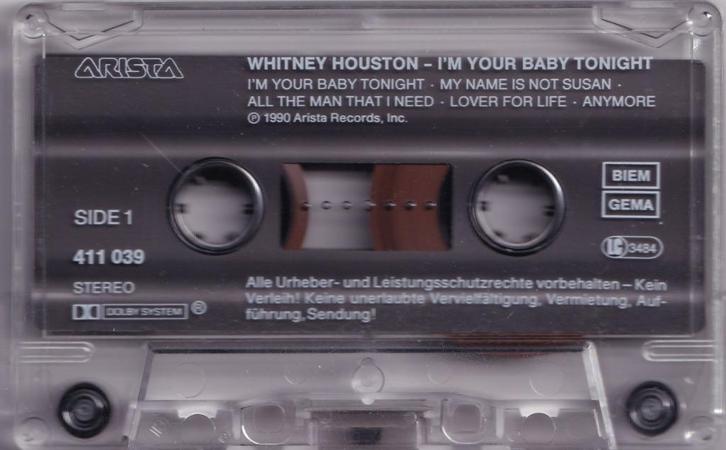 ARISTA
WHITNEY HOUSTON – I'M YOUR BABY TONIGHT
I'M YOUR BABY TONIGHT · MY NAME IS NOT SUSAN ·
ALL THE MAN THAT I NEED · LOVER FOR LIFE · ANYMORE
℗ 1990 Arista Records, Inc.
SIDE 1
411 039
STEREO
DOLBY SYSTEM ®
BIEM
GEMA
LC 3484
Alle Urheber- und Leistungsschutzrechte vorbehalten – Kein
Verleih! Keine unerlaubte Vervielfältigung, Vermietung, Auf-
führung, Sendung!